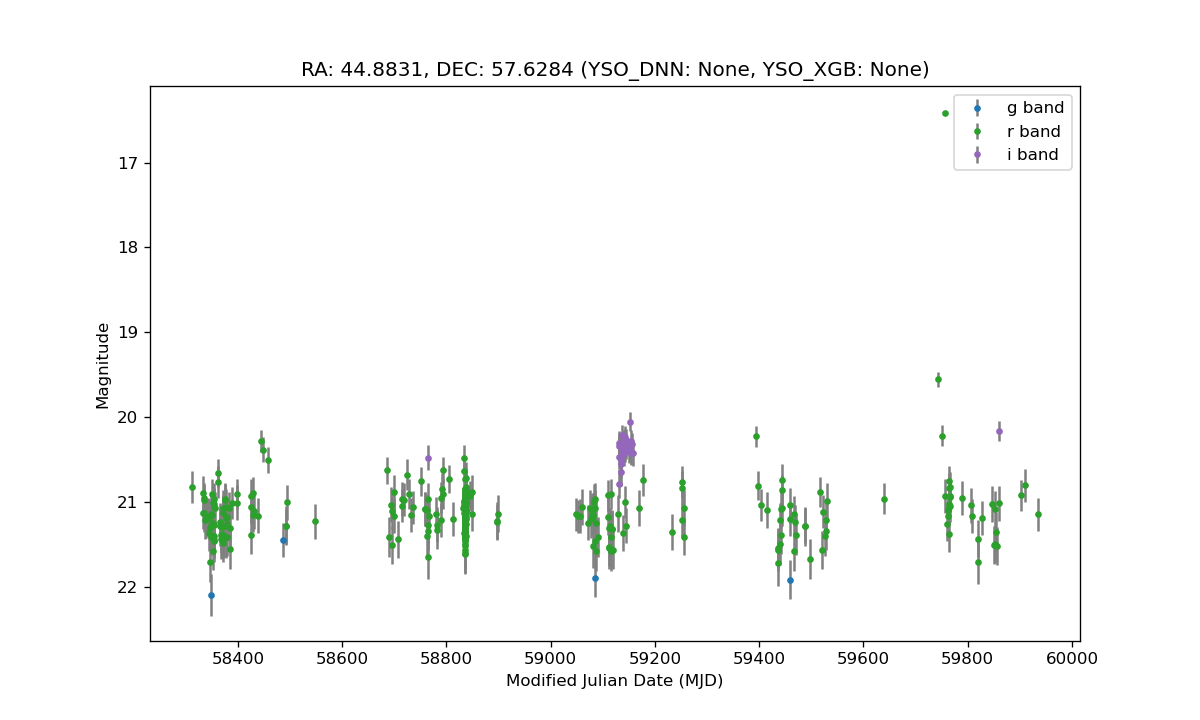 RA: 44.8831, DEC: 57.6284 (YSO_DNN: None, YSO_XGB: None)
g band
r band
i band
17
18
19
20
21
22
Magnitude
58400 58600 58800 59000 59200 59400 59600 59800 60000
Modified Julian Date (MJD)